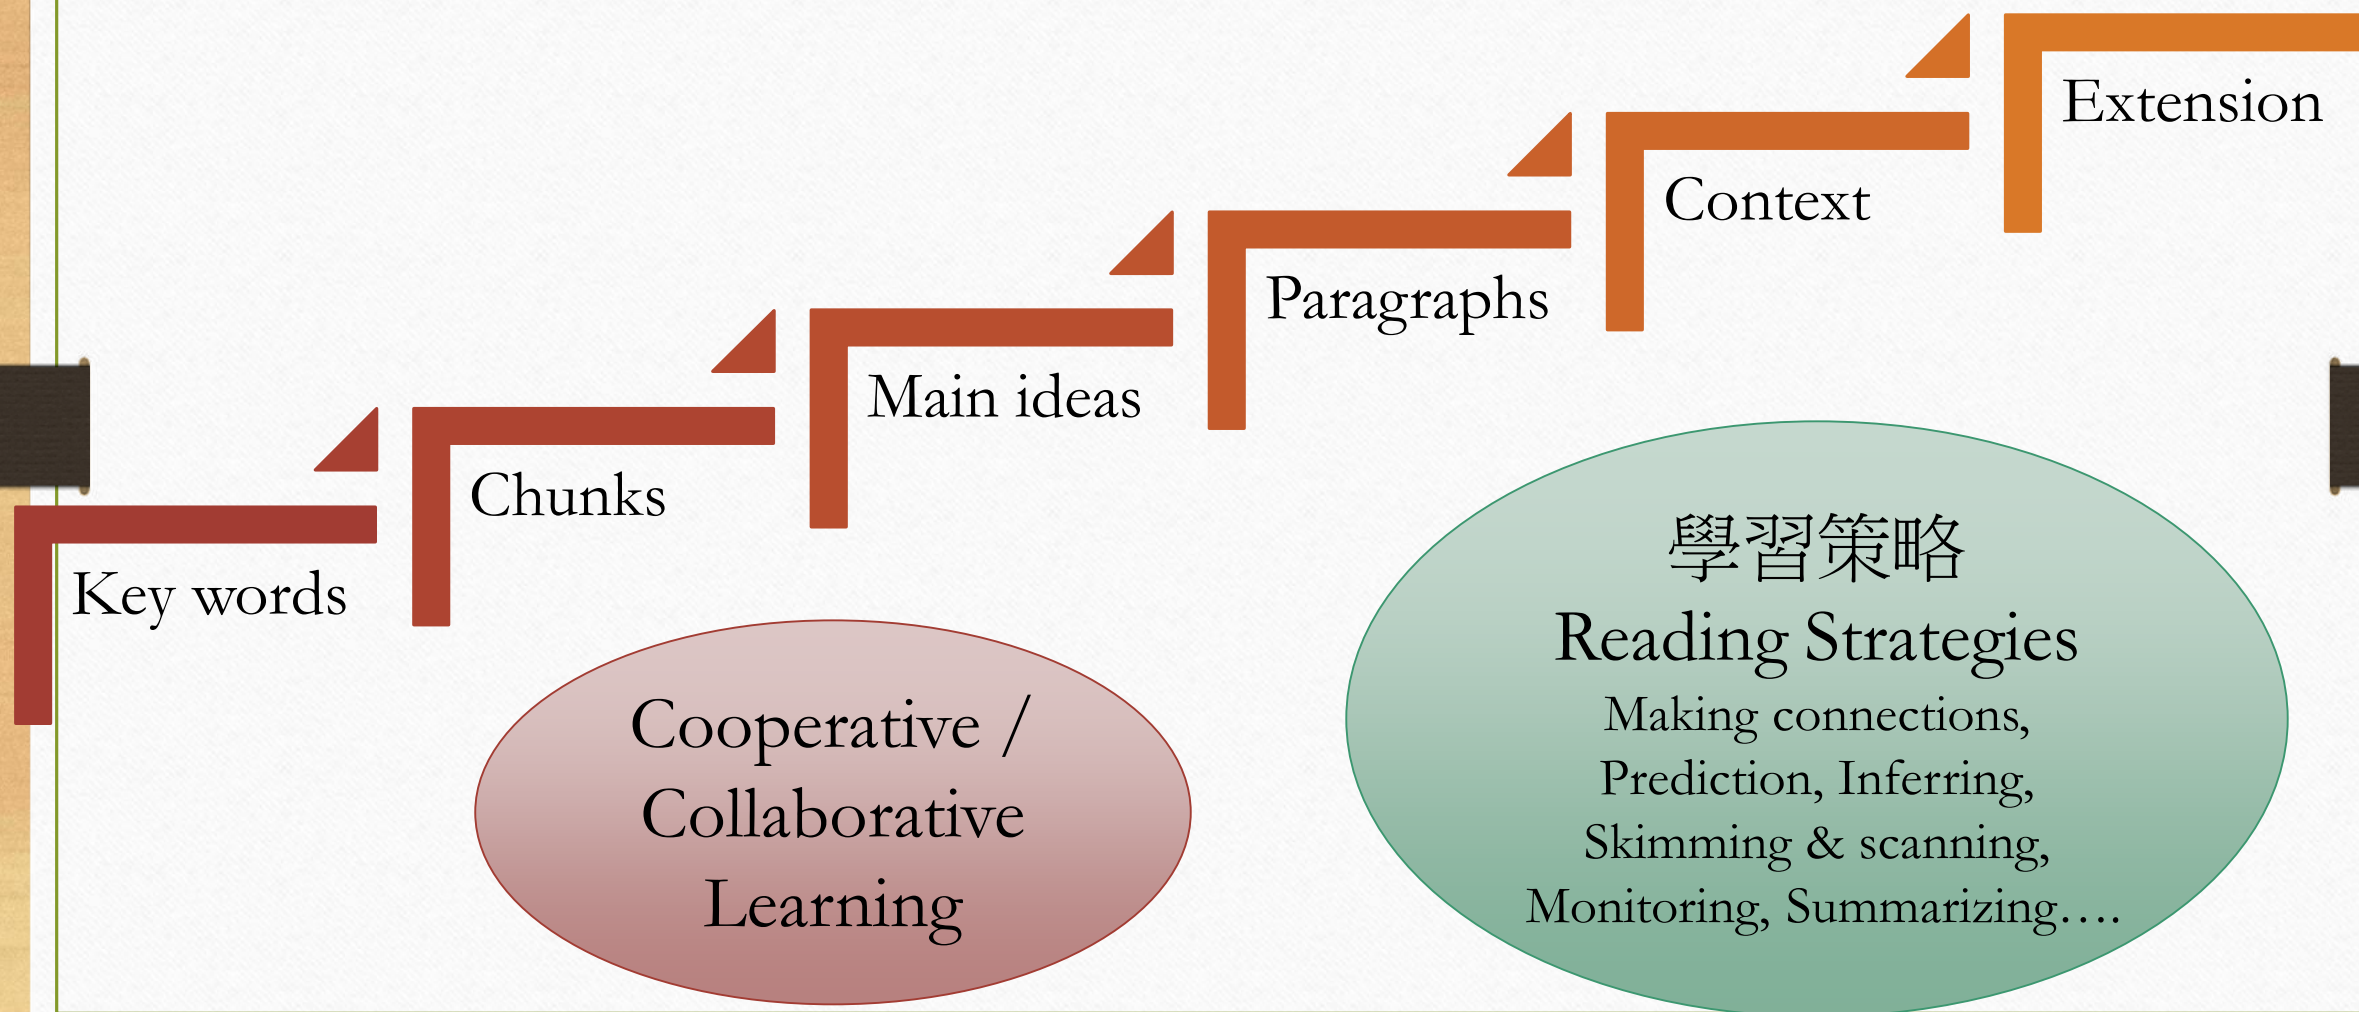 Extension
Context
Paragraphs
Main ideas
Chunks
Key words
Cooperative /
Collaborative
Learning
學習策略
Reading Strategies
Making connections,
Prediction, Inferring,
Skimming & scanning,
Monitoring, Summarizing….